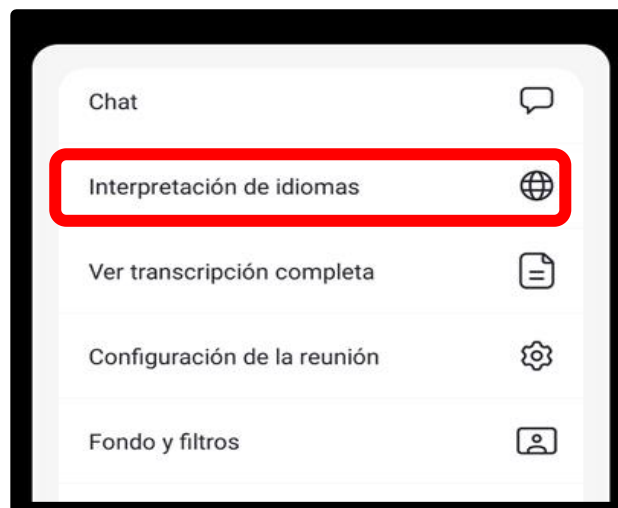 Chat
Interpretación de idiomas
Ver transcripción completa
Configuración de la reunión
Fondo y filtros